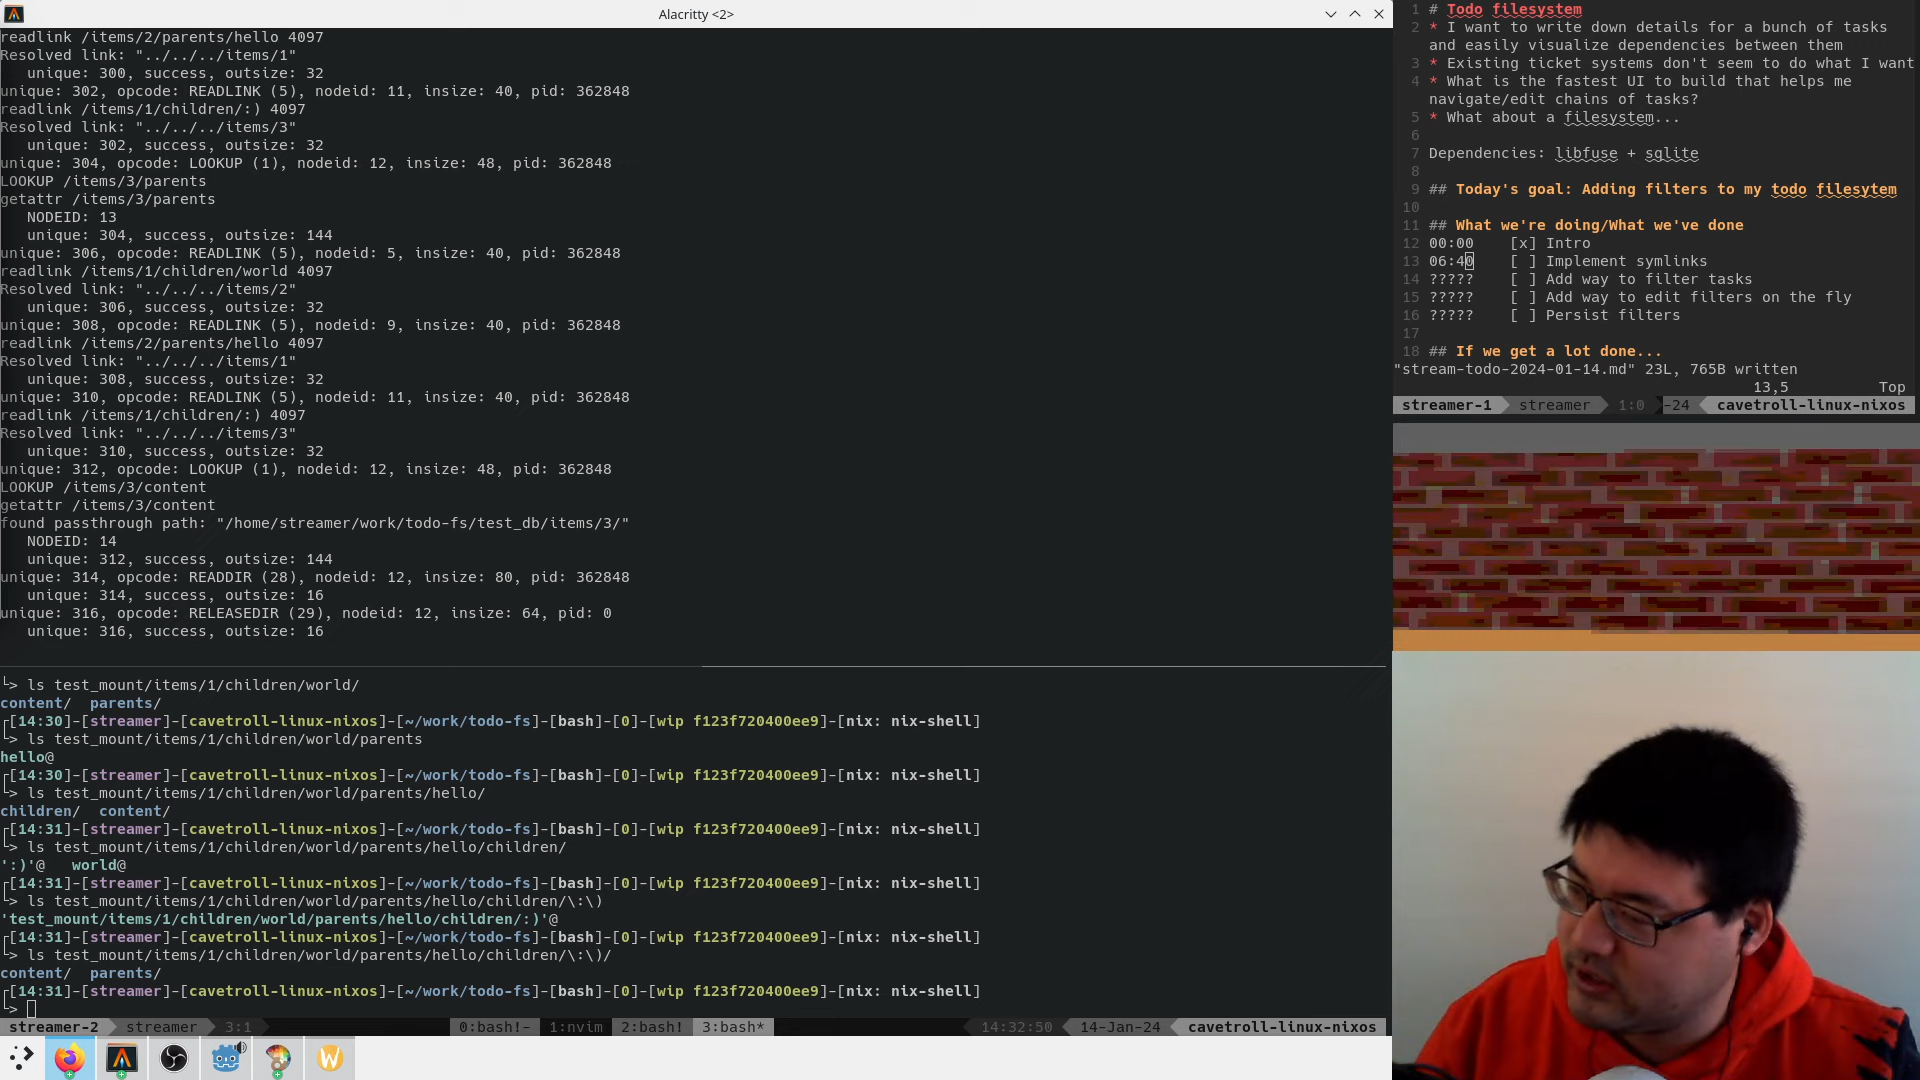 Alacritty <2>
readlink /items/2/parents/hello 4097
Resolved link: "../../../items/1"
   unique: 300, success, outsize: 32
unique: 302, opcode: READLINK (5), nodeid: 11, insize: 40, pid: 362848
readlink /items/1/children/:) 4097
Resolved link: "../../../items/3"
   unique: 302, success, outsize: 32
unique: 304, opcode: LOOKUP (1), nodeid: 12, insize: 48, pid: 362848
LOOKUP /items/3/parents
getattr /items/3/parents
   NODEID: 13
   unique: 304, success, outsize: 144
unique: 306, opcode: READLINK (5), nodeid: 5, insize: 40, pid: 362848
readlink /items/1/children/world 4097
Resolved link: "../../../items/2"
   unique: 306, success, outsize: 32
unique: 308, opcode: READLINK (5), nodeid: 9, insize: 40, pid: 362848
readlink /items/2/parents/hello 4097
Resolved link: "../../../items/1"
   unique: 308, success, outsize: 32
unique: 310, opcode: READLINK (5), nodeid: 11, insize: 40, pid: 362848
readlink /items/1/children/:) 4097
Resolved link: "../../../items/3"
   unique: 310, success, outsize: 32
unique: 312, opcode: LOOKUP (1), nodeid: 12, insize: 48, pid: 362848
LOOKUP /items/3/content
getattr /items/3/content
found passthrough path: "/home/streamer/work/todo-fs/test_db/items/3/"
   NODEID: 14
   unique: 312, success, outsize: 144
unique: 314, opcode: READDIR (28), nodeid: 12, insize: 80, pid: 362848
   unique: 314, success, outsize: 16
unique: 316, opcode: RELEASEDIR (29), nodeid: 12, insize: 64, pid: 0
   unique: 316, success, outsize: 16
└> ls test_mount/items/1/children/world/
content/  parents/
┌[14:30]-[streamer]-[cavetroll-linux-nixos]-[~/work/todo-fs]-[bash]-[0]-[wip f123f720400ee9]-[nix: nix-shell]
└> ls test_mount/items/1/children/world/parents
hello@
┌[14:30]-[streamer]-[cavetroll-linux-nixos]-[~/work/todo-fs]-[bash]-[0]-[wip f123f720400ee9]-[nix: nix-shell]
└> ls test_mount/items/1/children/world/parents/hello/
children/  content/
┌[14:31]-[streamer]-[cavetroll-linux-nixos]-[~/work/todo-fs]-[bash]-[0]-[wip f123f720400ee9]-[nix: nix-shell]
└> ls test_mount/items/1/children/world/parents/hello/children/
':)'@   world@
┌[14:31]-[streamer]-[cavetroll-linux-nixos]-[~/work/todo-fs]-[bash]-[0]-[wip f123f720400ee9]-[nix: nix-shell]
└> ls test_mount/items/1/children/world/parents/hello/children/\:\)
'test_mount/items/1/children/world/parents/hello/children/:)'@
┌[14:31]-[streamer]-[cavetroll-linux-nixos]-[~/work/todo-fs]-[bash]-[0]-[wip f123f720400ee9]-[nix: nix-shell]
└> ls test_mount/items/1/children/world/parents/hello/children/\:\)/
content/  parents/
┌[14:31]-[streamer]-[cavetroll-linux-nixos]-[~/work/todo-fs]-[bash]-[0]-[wip f123f720400ee9]-[nix: nix-shell]
└>
streamer-2  streamer  3:1  0:bash!-  1:nvim  2:bash!  3:bash*  14:32:50  14-Jan-24  cavetroll-linux-nixos
1 # Todo filesystem
2 * I want to write down details for a bunch of tasks
and easily visualize dependencies between them
3 * Existing ticket systems don't seem to do what I want
4 * What is the fastest UI to build that helps me
navigate/edit chains of tasks?
5 * What about a filesystem...
6
7 Dependencies: libfuse + sqlite
8
9 ## Today's goal: Adding filters to my todo filesytem
10
11 ## What we're doing/What we've done
12 00:00    [x] Intro
13 06:40    [ ] Implement symlinks
14 ?????    [ ] Add way to filter tasks
15 ?????    [ ] Add way to edit filters on the fly
16 ?????    [ ] Persist filters
17
18 ## If we get a lot done...
"stream-todo-2024-01-14.md" 23L, 765B written
13,5  Top
streamer-1  streamer  1:0  -24  cavetroll-linux-nixos
W